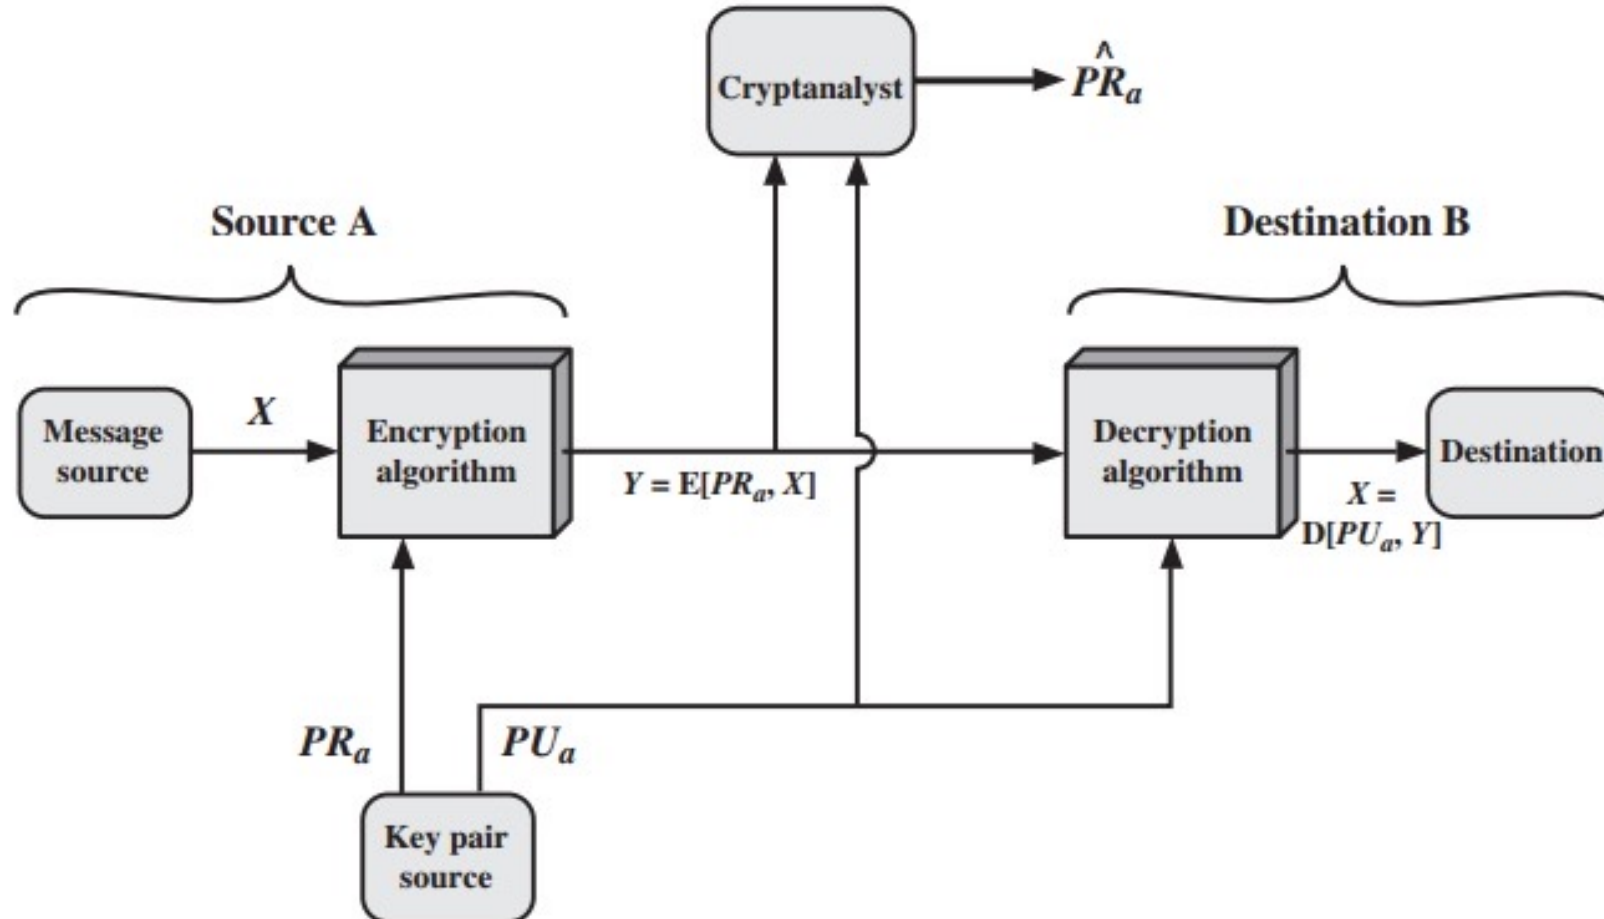 Cryptanalyst
P̂Rₐ
Source A
Destination B
Message
source
X
Encryption
algorithm
Y = E[PRₐ, X]
Decryption
algorithm
X =
D[PUₐ, Y]
Destination
PRₐ
PUₐ
Key pair
source